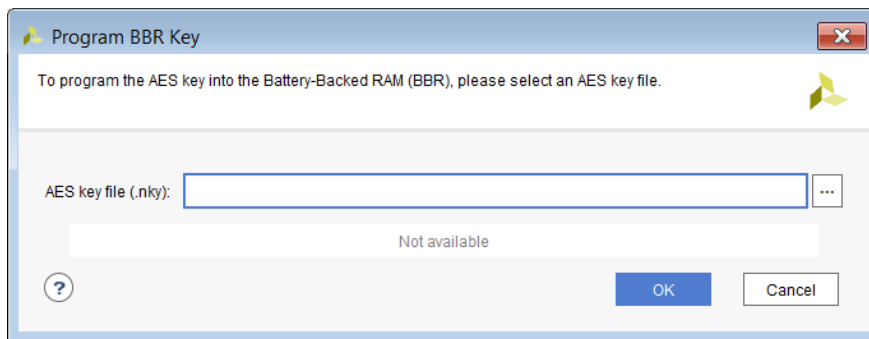 Program BBR Key
To program the AES key into the Battery-Backed RAM (BBR), please select an AES key file.
AES key file (.nky):
...
Not available
?
OK
Cancel